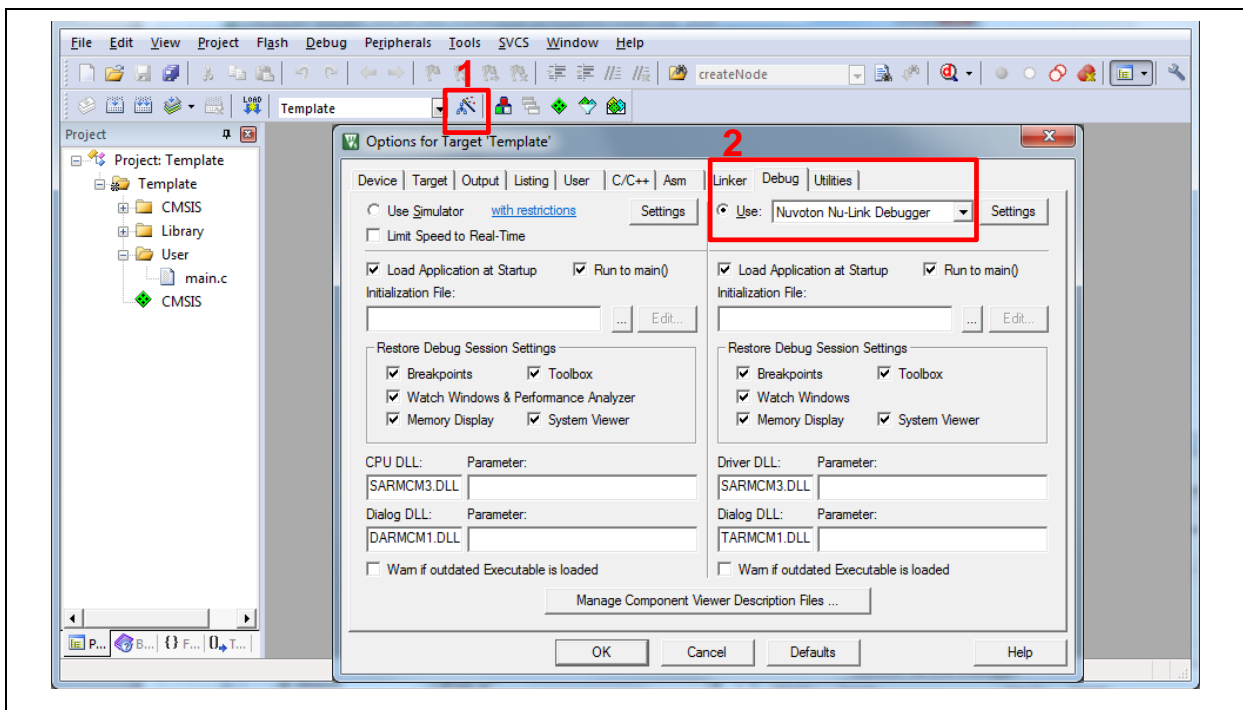 File Edit View Project Flash Debug Peripherals Tools SVCS Window Help
1
createNode
LOAD Template
Project
Project: Template
Template
CMSIS
Library
User
main.c
CMSIS
P... B... {} F... 0 T...
Options for Target 'Template'
2
Device Target Output Listing User C/C++ Asm Linker Debug Utilities
Use Simulator with restrictions Settings
Limit Speed to Real-Time
Use: Nuvoton Nu-Link Debugger Settings
Load Application at Startup Run to main()
Initialization File:
... Edit...
Restore Debug Session Settings
Breakpoints Toolbox
Watch Windows & Performance Analyzer
Memory Display System Viewer
CPU DLL: Parameter:
SARMCM3.DLL
Dialog DLL: Parameter:
DARMCM1.DLL
Warn if outdated Executable is loaded
Load Application at Startup Run to main()
Initialization File:
... Edit...
Restore Debug Session Settings
Breakpoints Toolbox
Watch Windows
Memory Display System Viewer
Driver DLL: Parameter:
SARMCM3.DLL
Dialog DLL: Parameter:
TARMCM1.DLL
Warn if outdated Executable is loaded
Manage Component Viewer Description Files ...
OK Cancel Defaults Help